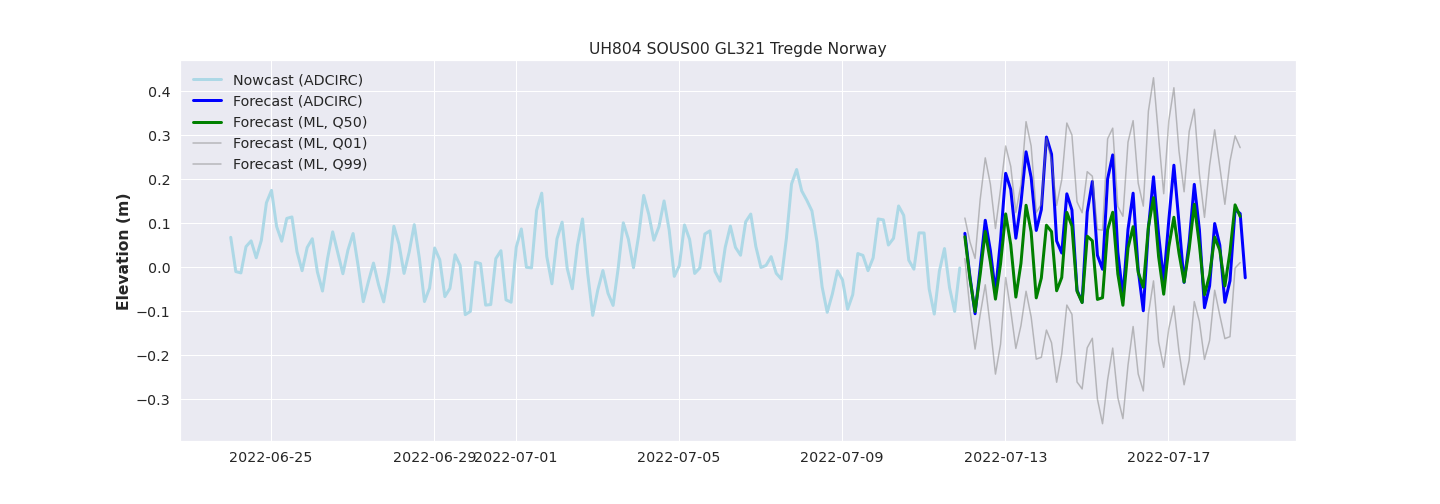 UH804 SOUS00 GL321 Tregde Norway
Nowcast (ADCIRC)
Forecast (ADCIRC)
Forecast (ML, Q50)
Forecast (ML, Q01)
Forecast (ML, Q99)
Elevation (m)
0.4
0.3
0.2
0.1
0.0
−0.1
−0.2
−0.3
2022-06-25 2022-06-29 2022-07-01 2022-07-05 2022-07-09 2022-07-13 2022-07-17